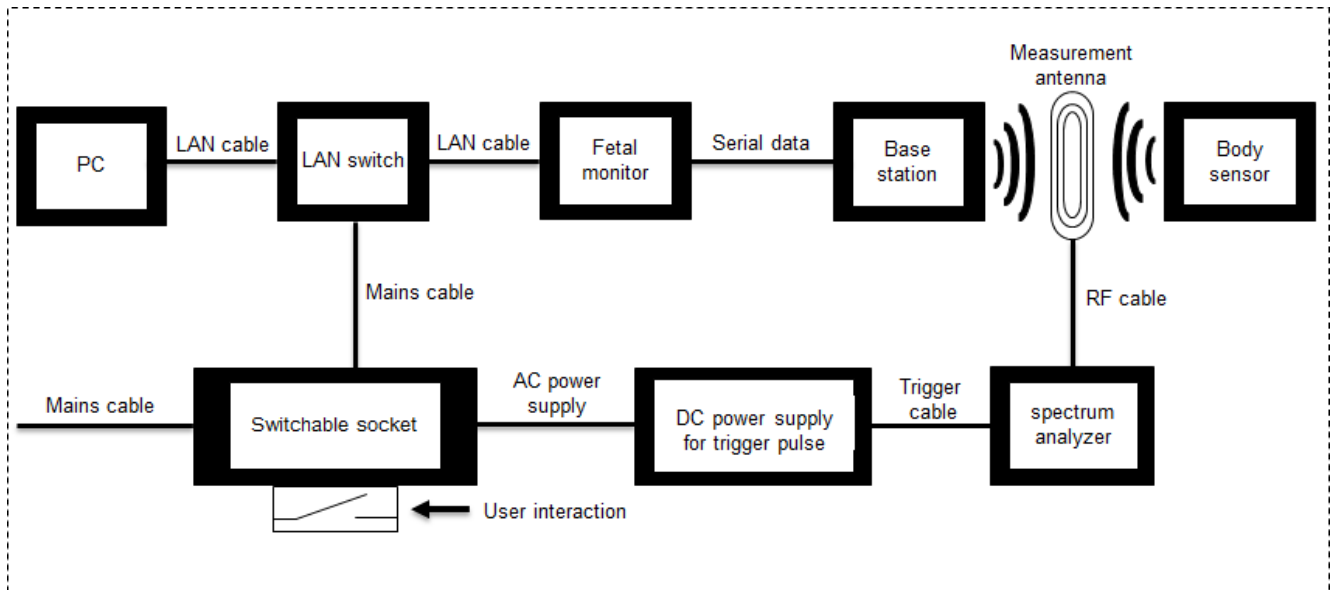 Measurement
antenna
PC
LAN cable
LAN switch
LAN cable
Fetal
monitor
Serial data
Base
station
Body
sensor
Mains cable
RF cable
Mains cable
Switchable socket
AC power
supply
DC power supply
for trigger pulse
Trigger
cable
spectrum
analyzer
User interaction